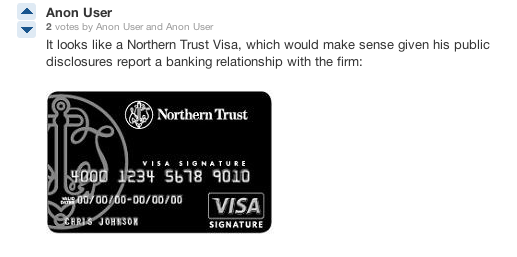 Anon User
2 votes by Anon User and Anon User
It looks like a Northern Trust Visa, which would make sense given his public
disclosures report a banking relationship with the firm:
Northern Trust
VISA SIGNATURE
4000 1234 5678 9010
VALID DATES 00/00/00-00/00/00
CHRIS JOHNSON
VISA
SIGNATURE